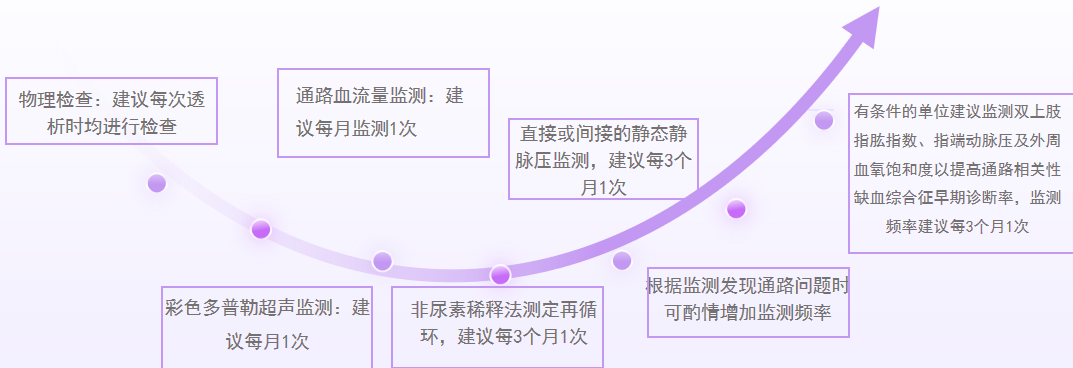 物理检查：建议每次透
析时均进行检查
彩色多普勒超声监测：建
议每月1次
通路血流量监测：建
议每月监测1次
非尿素稀释法测定再循
环，建议每3个月1次
直接或间接的静态静
脉压监测，建议每3个
月1次
根据监测发现通路问题时
可酌情增加监测频率
有条件的单位建议监测双上肢
指肱指数、指端动脉压及外周
血氧饱和度以提高通路相关性
缺血综合征早期诊断率，监测
频率建议每3个月1次